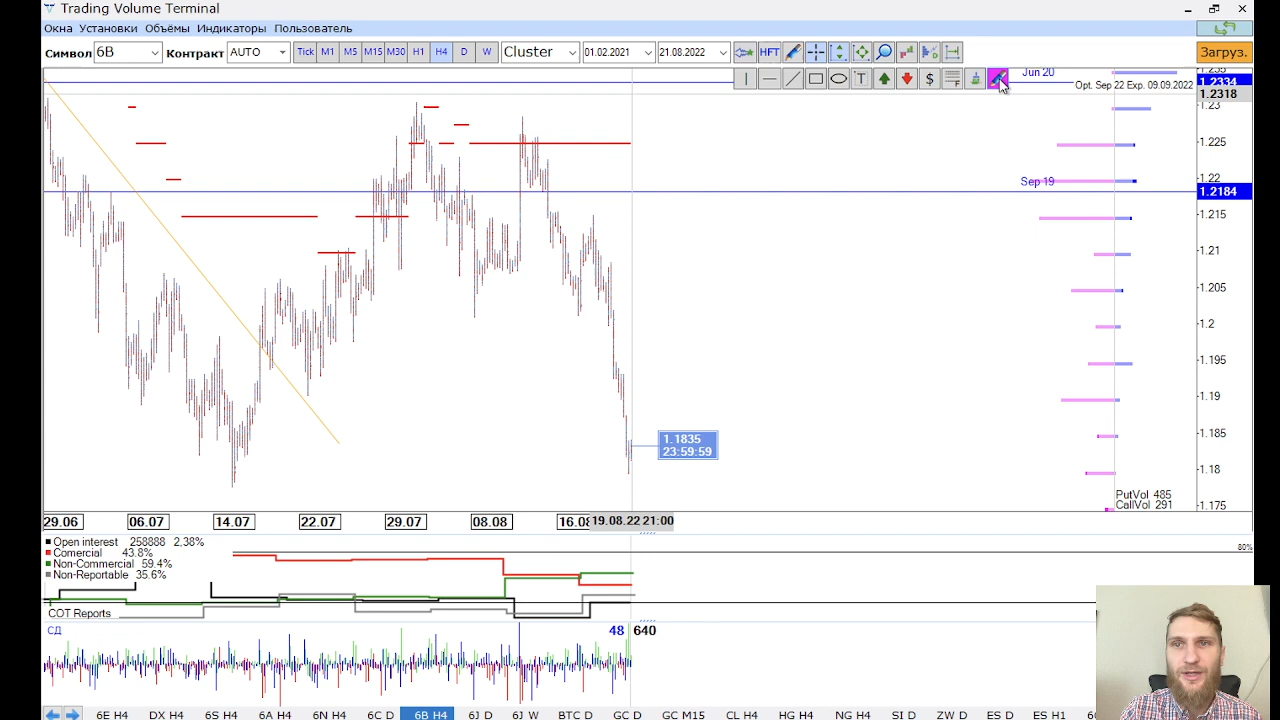 Trading Volume Terminal
Окна Установки Объёмы Индикаторы Пользователь
Символ 6B Контракт AUTO Tick M1 M5 M15 M30 H1 H4 D W Cluster 01.02.2021 21.08.2022 HFT Загруз.
T $ F
Jun 20
Opt. Sep 22 Exp. 09.09.2022
1.235
1.2334
1.2318
1.23
1.225
1.22
Sep 19
1.2184
1.215
1.21
1.205
1.2
1.195
1.19
1.185
1.1835
23:59:59
1.18
1.175
PutVol 485
CallVol 291
29.06 06.07 14.07 22.07 29.07 08.08 16.08 19.08.22 21:00
Open interest 258888 2,38%
Comercial 43.8%
Non-Commercial 59.4%
Non-Reportable 35.6%
80%
COT Reports
СД
48 640
6E H4 DX H4 6S H4 6A H4 6N H4 6C D 6B H4 6J D 6J W BTC D GC D GC M15 CL H4 HG H4 NG H4 SI D ZW D ES D ES H1